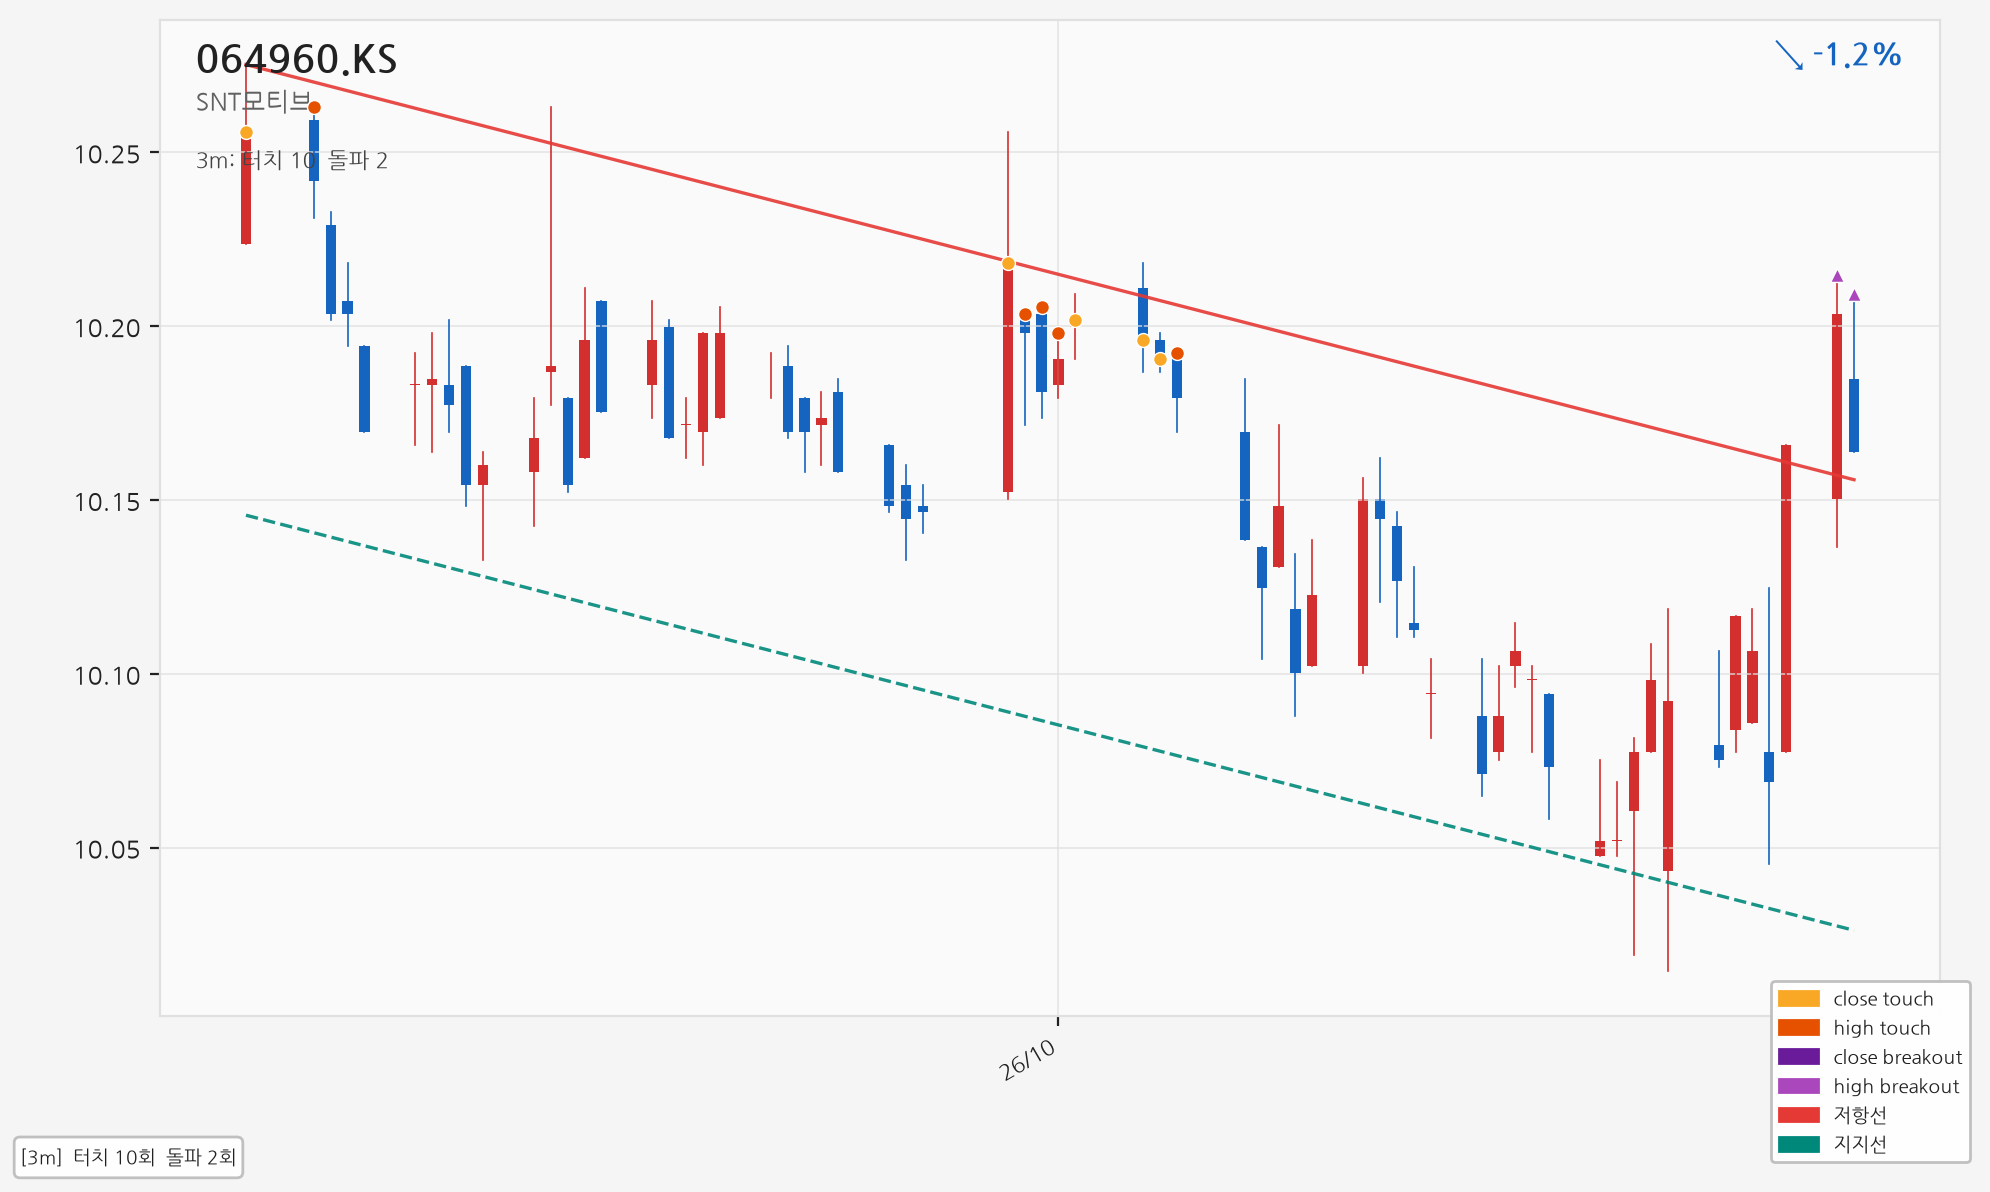 064960.KS
SNT모티브
3m: 터치 10  돌파 2
-1.2%
10.25
10.20
10.15
10.10
10.05
26/10
close touch
high touch
close breakout
high breakout
저항선
지지선
[3m]  터치 10회  돌파 2회